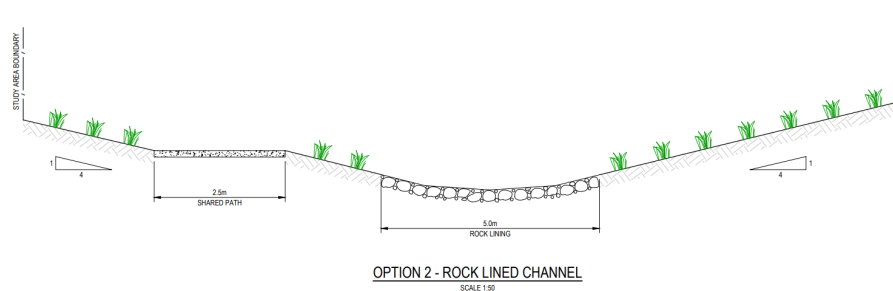 STUDY AREA BOUNDARY
1
4
2.5m
SHARED PATH
5.0m
ROCK LINING
1
4
OPTION 2 - ROCK LINED CHANNEL
SCALE 1:50